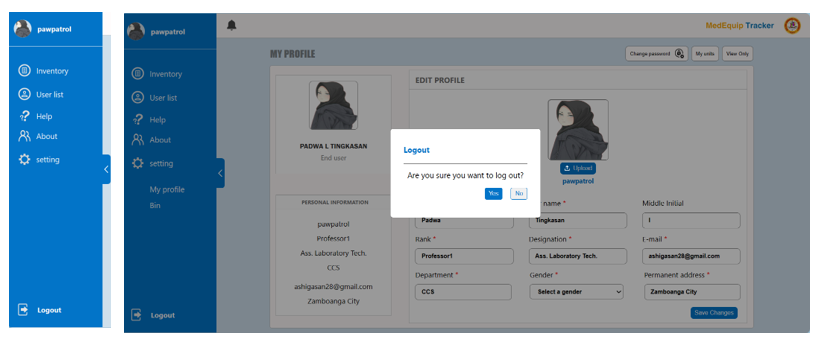 pawpatrol
Inventory
User list
Help
About
setting
Logout
pawpatrol
Inventory
User list
Help
About
setting
My profile
Bin
Logout
MedEquip Tracker
MY PROFILE
Change password
My units
View Only
PADWA L TINGKASAN
End user
PERSONAL INFORMATION
pawpatrol
Professor1
Ass. Laboratory Tech.
CCS
ashigasan28@gmail.com
Zamboanga City
EDIT PROFILE
Upload
pawpatrol
Logout
Are you sure you want to log out?
Yes No
name * Middle Initial
Padwa Tingkasan
Rank * Designation * E-mail *
Professor1 Ass. Laboratory Tech. ashigasan28@gmail.com
Department * Gender * Permanent address *
CCS Select a gender Zamboanga City
Save Changes